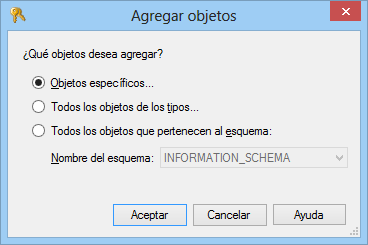 Agregar objetos
¿Qué objetos desea agregar?
Objetos específicos...
Todos los objetos de los tipos...
Todos los objetos que pertenecen al esquema:
Nombre del esquema: INFORMATION_SCHEMA
Aceptar Cancelar Ayuda